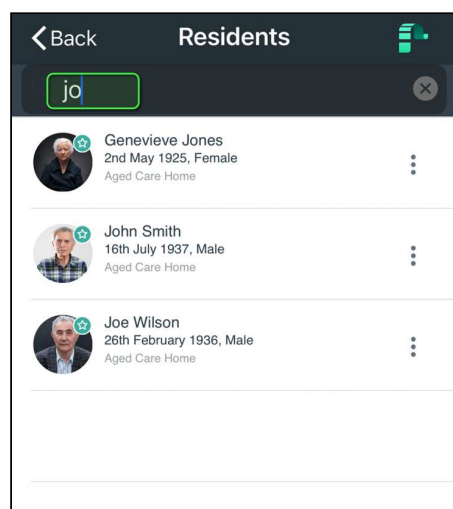 Back
Residents
jo
Genevieve Jones
2nd May 1925, Female
Aged Care Home
John Smith
16th July 1937, Male
Aged Care Home
Joe Wilson
26th February 1936, Male
Aged Care Home